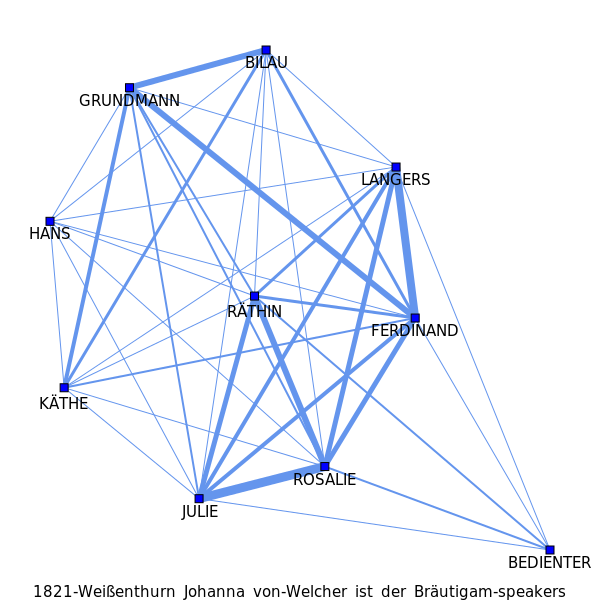 BILAU
GRUNDMANN
LANGERS
HANS
RÄTHIN
FERDINAND
KÄTHE
ROSALIE
JULIE
BEDIENTER
1821-Weißenthurn Johanna von-Welcher ist der Bräutigam-speakers